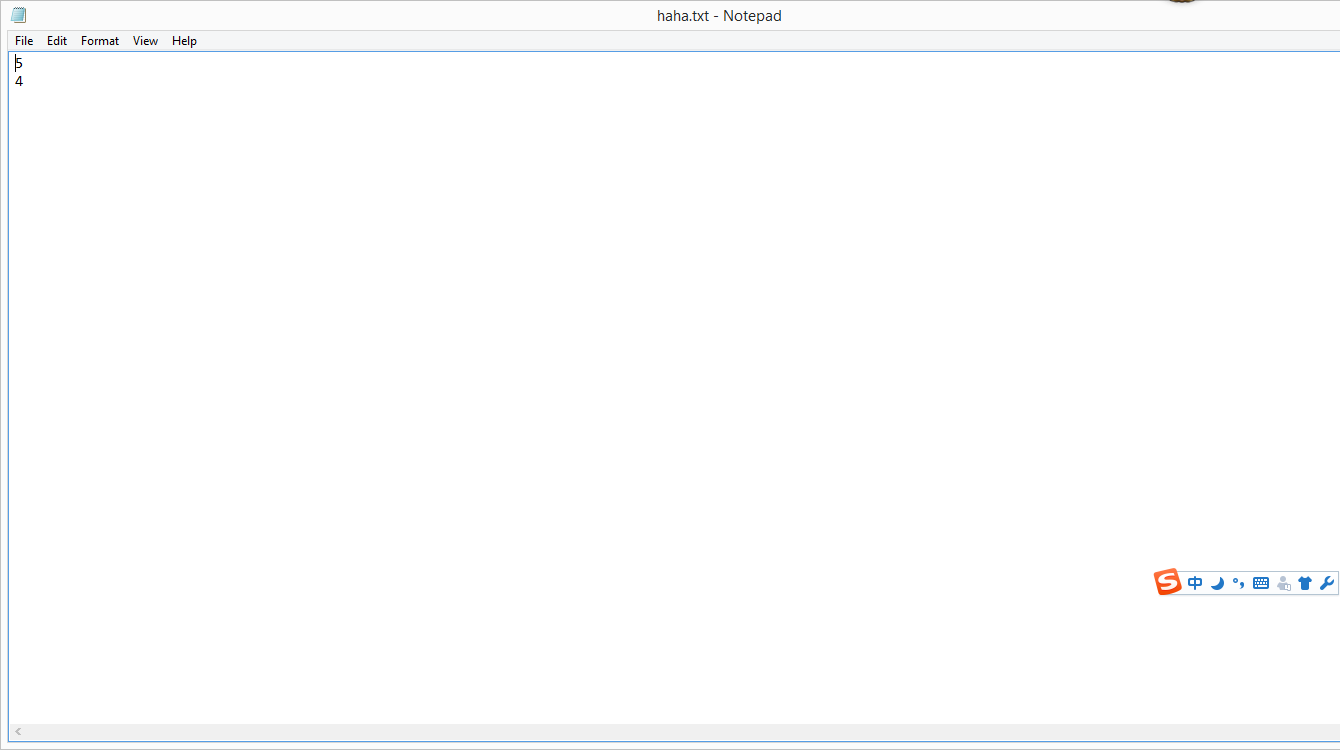 haha.txt - Notepad
File Edit Format View Help
5
4
S 中